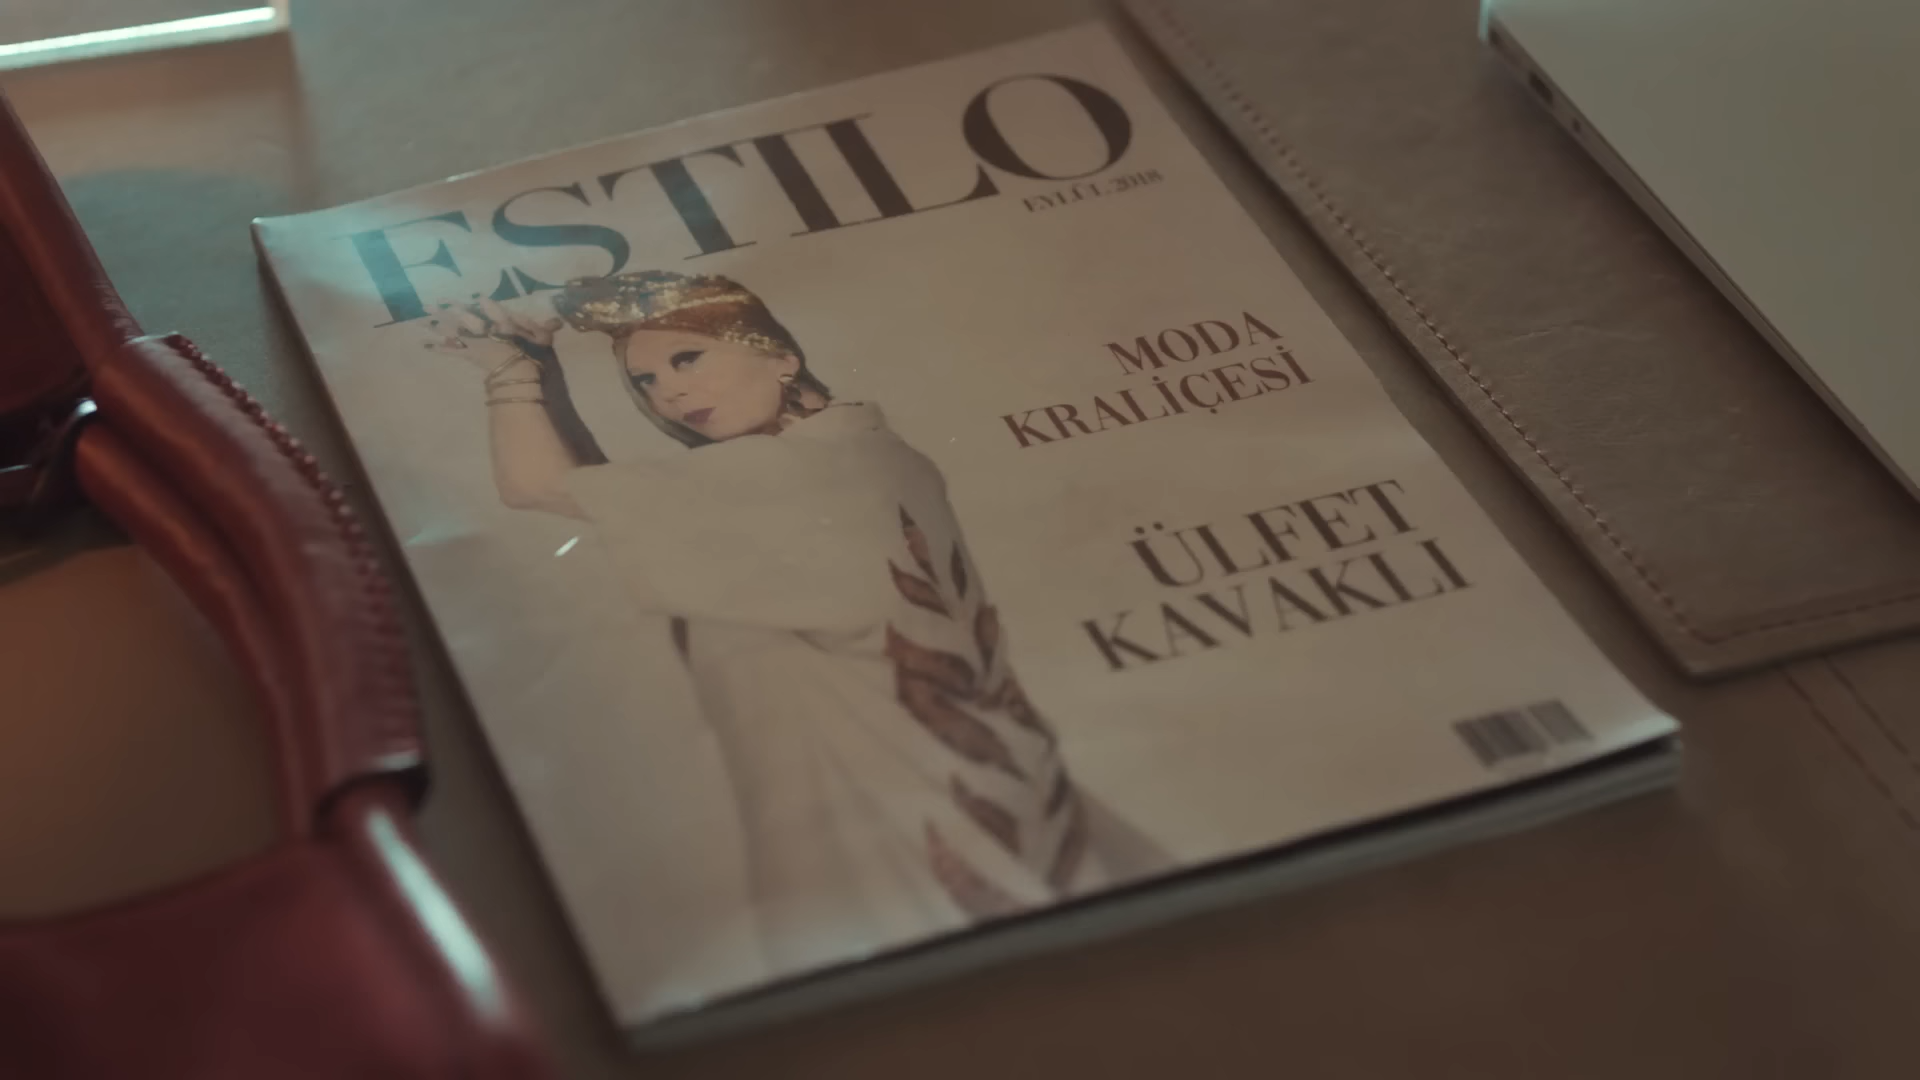 ESTILO
EYLÜL 2018
MODA
KRALİÇESİ
ÜLFET
KAVAKLI